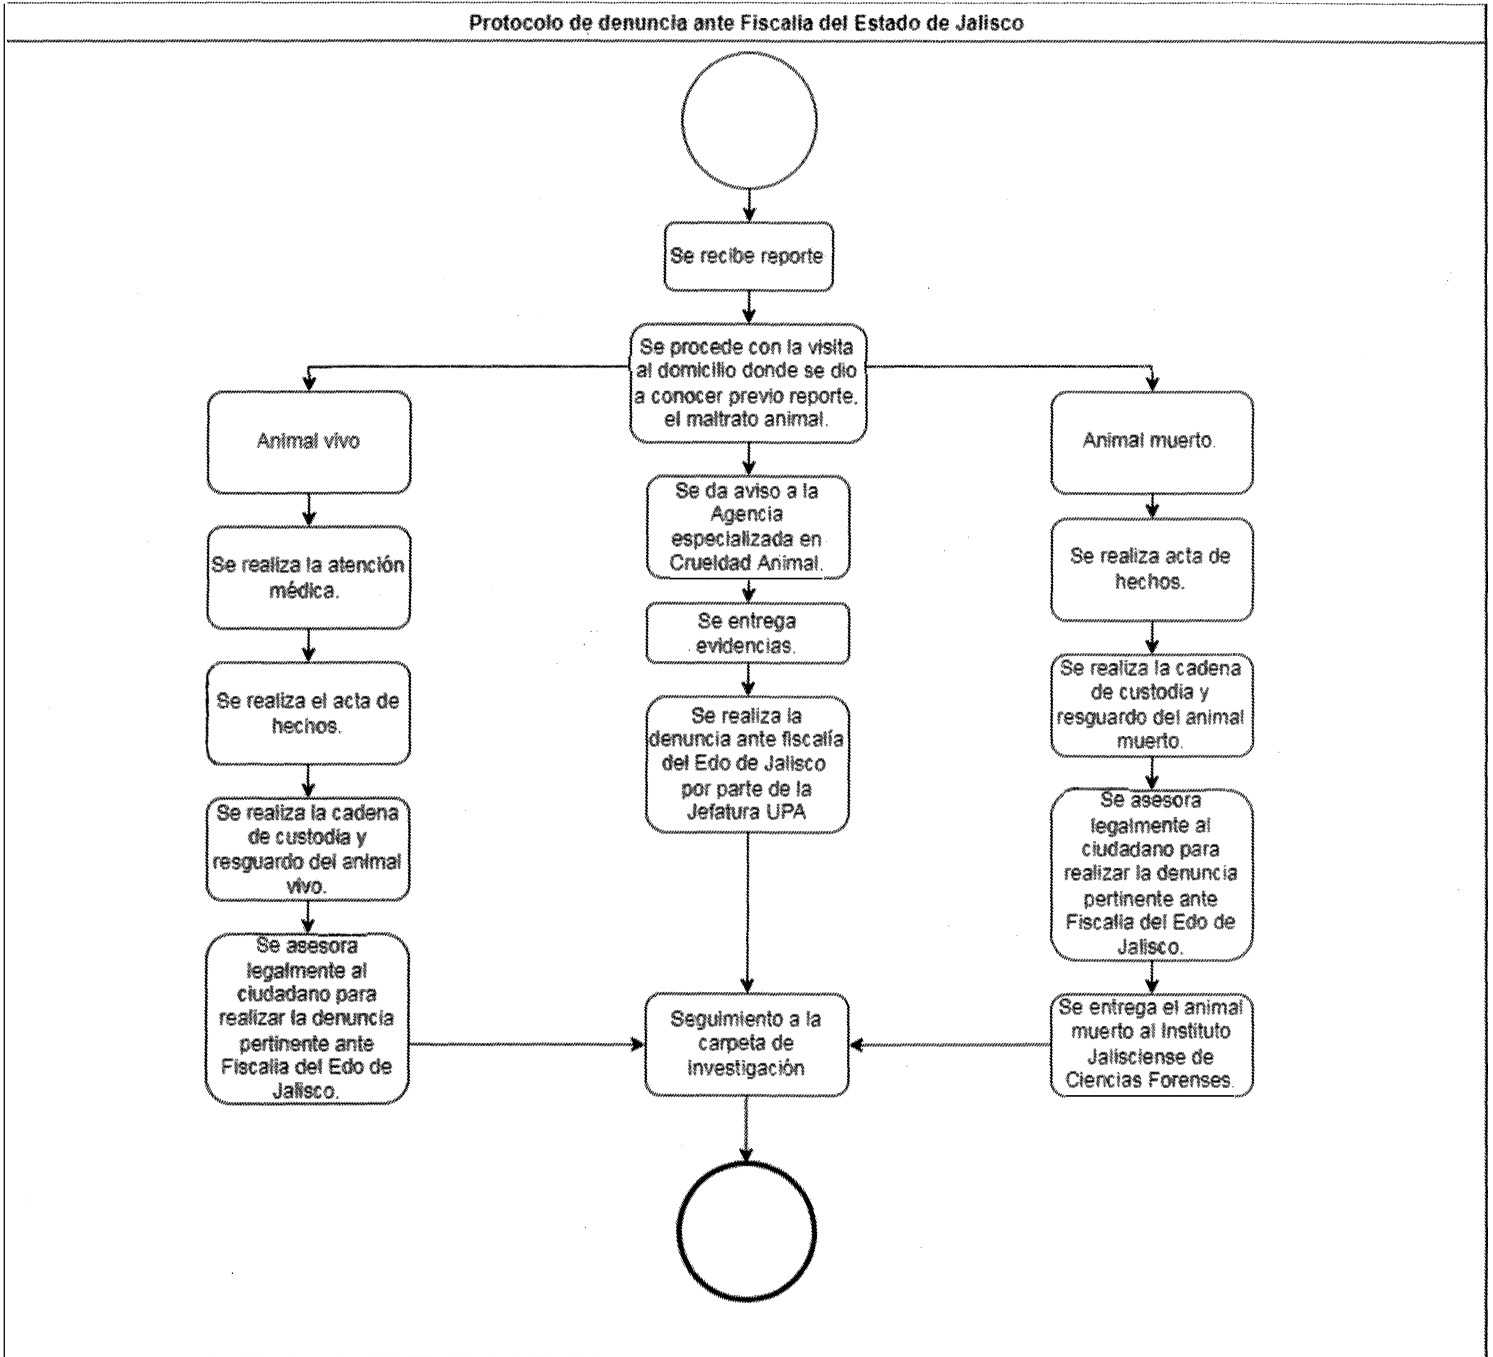 Protocolo de denuncia ante Fiscalia del Estado de Jalisco
Se recibe reporte
Se procede con la visita
al domicilio donde se dio
a conocer previo reporte,
el maltrato animal.
Animal vivo
Se realiza la atención
médica.
Se realiza el acta de
hechos.
Se realiza la cadena
de custodia y
resguardo del animal
vivo.
Se asesora
legalmente al
ciudadano para
realizar la denuncia
pertinente ante
Fiscalia del Edo de
Jalisco.
Se da aviso a la
Agencia
especializada en
Crueldad Animal.
Se entrega
evidencias.
Se realiza la
denuncia ante fiscalía
del Edo de Jalisco
por parte de la
Jefatura UPA
Animal muerto.
Se realiza acta de
hechos.
Se realiza la cadena
de custodia y
resguardo del animal
muerto.
Se asesora
legalmente al
ciudadano para
realizar la denuncia
pertinente ante
Fiscalia del Edo de
Jalisco.
Se entrega el animal
muerto al Instituto
Jalisciense de
Ciencias Forenses.
Seguimiento a la
carpeta de
Investigación